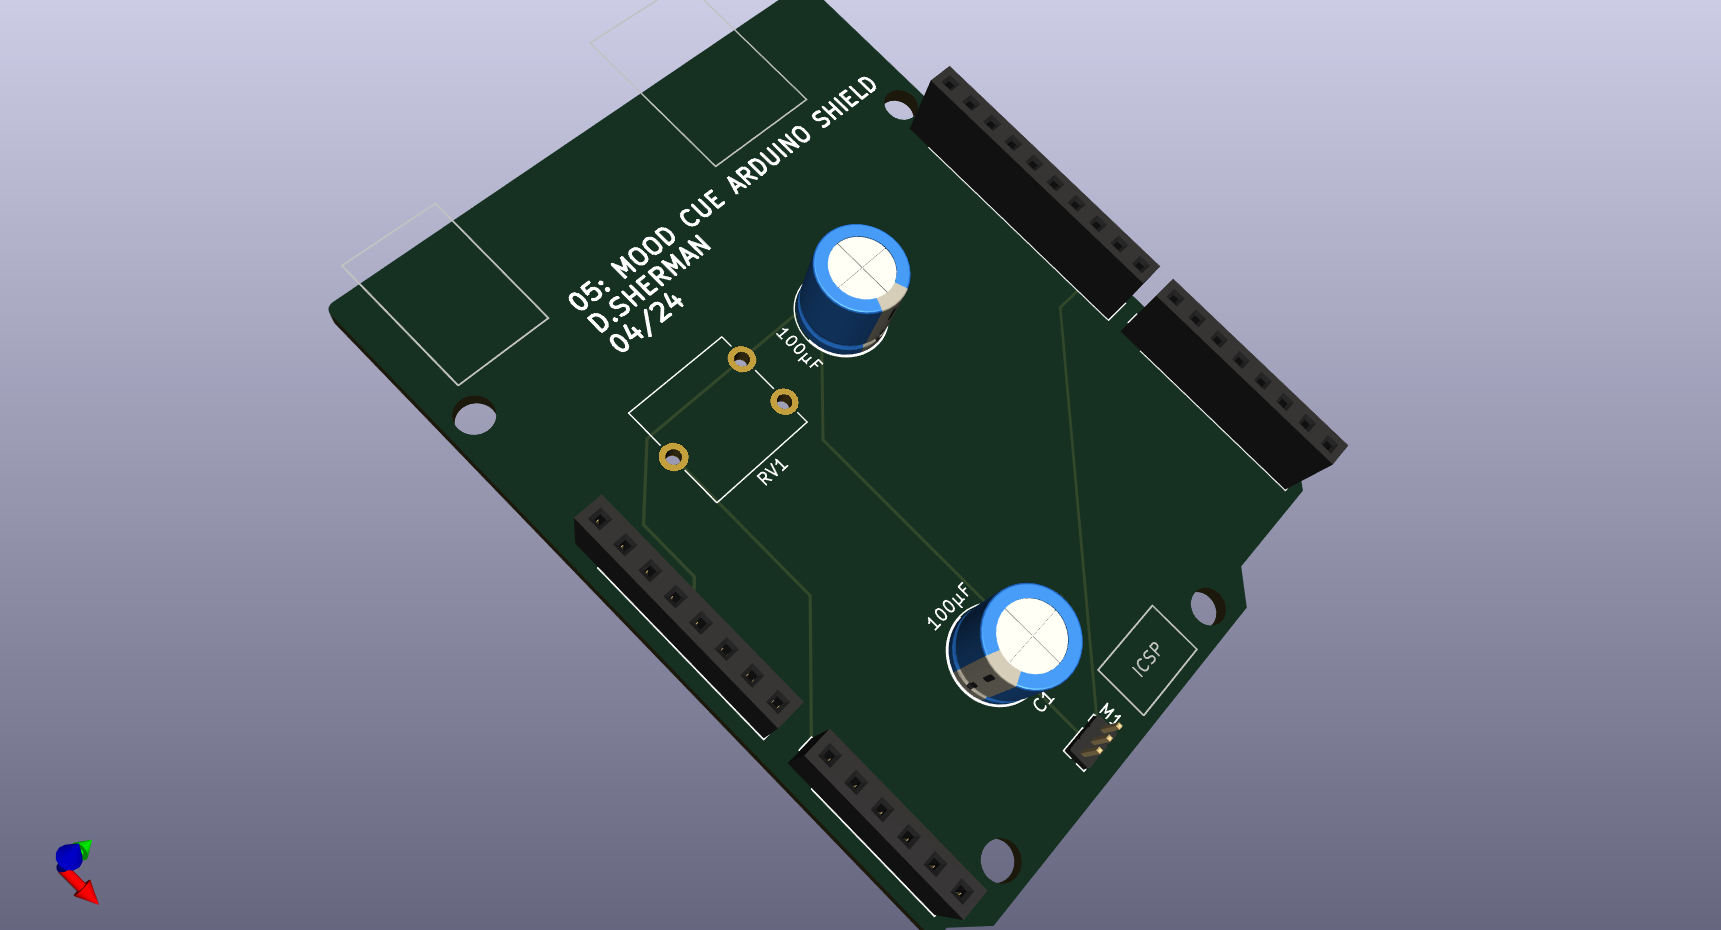 05: MOOD CUE ARDUINO SHIELD
D.SHERMAN
04/24
100µF
RV1
100µF
C1
ICSP
M1